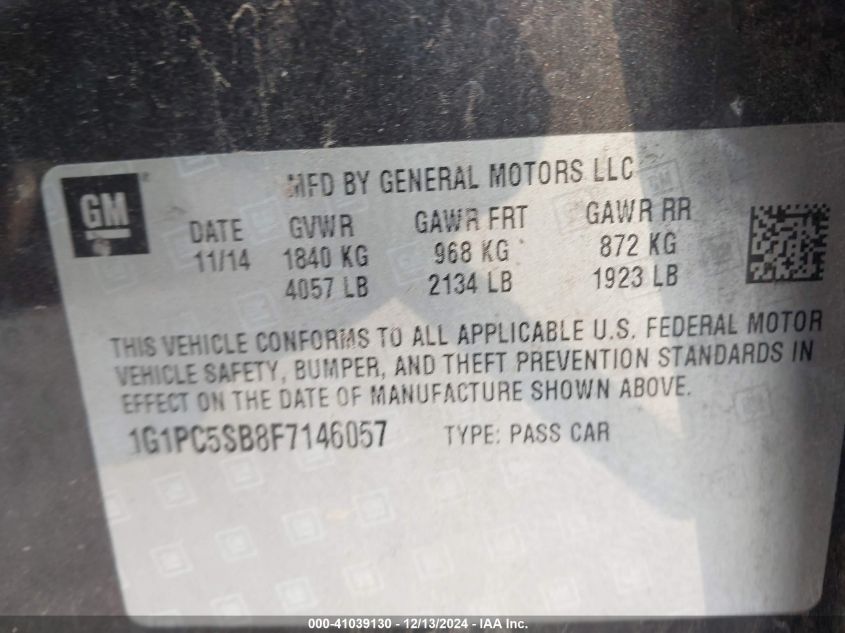 GM
MFD BY GENERAL MOTORS LLC
DATE GVWR GAWR FRT GAWR RR
11/14 1840 KG 968 KG 872 KG
4057 LB 2134 LB 1923 LB
THIS VEHICLE CONFORMS TO ALL APPLICABLE U.S. FEDERAL MOTOR
VEHICLE SAFETY, BUMPER, AND THEFT PREVENTION STANDARDS IN
EFFECT ON THE DATE OF MANUFACTURE SHOWN ABOVE.
1G1PC5SB8F7146057 TYPE: PASS CAR
000-41039130 - 12/13/2024 - IAA Inc.